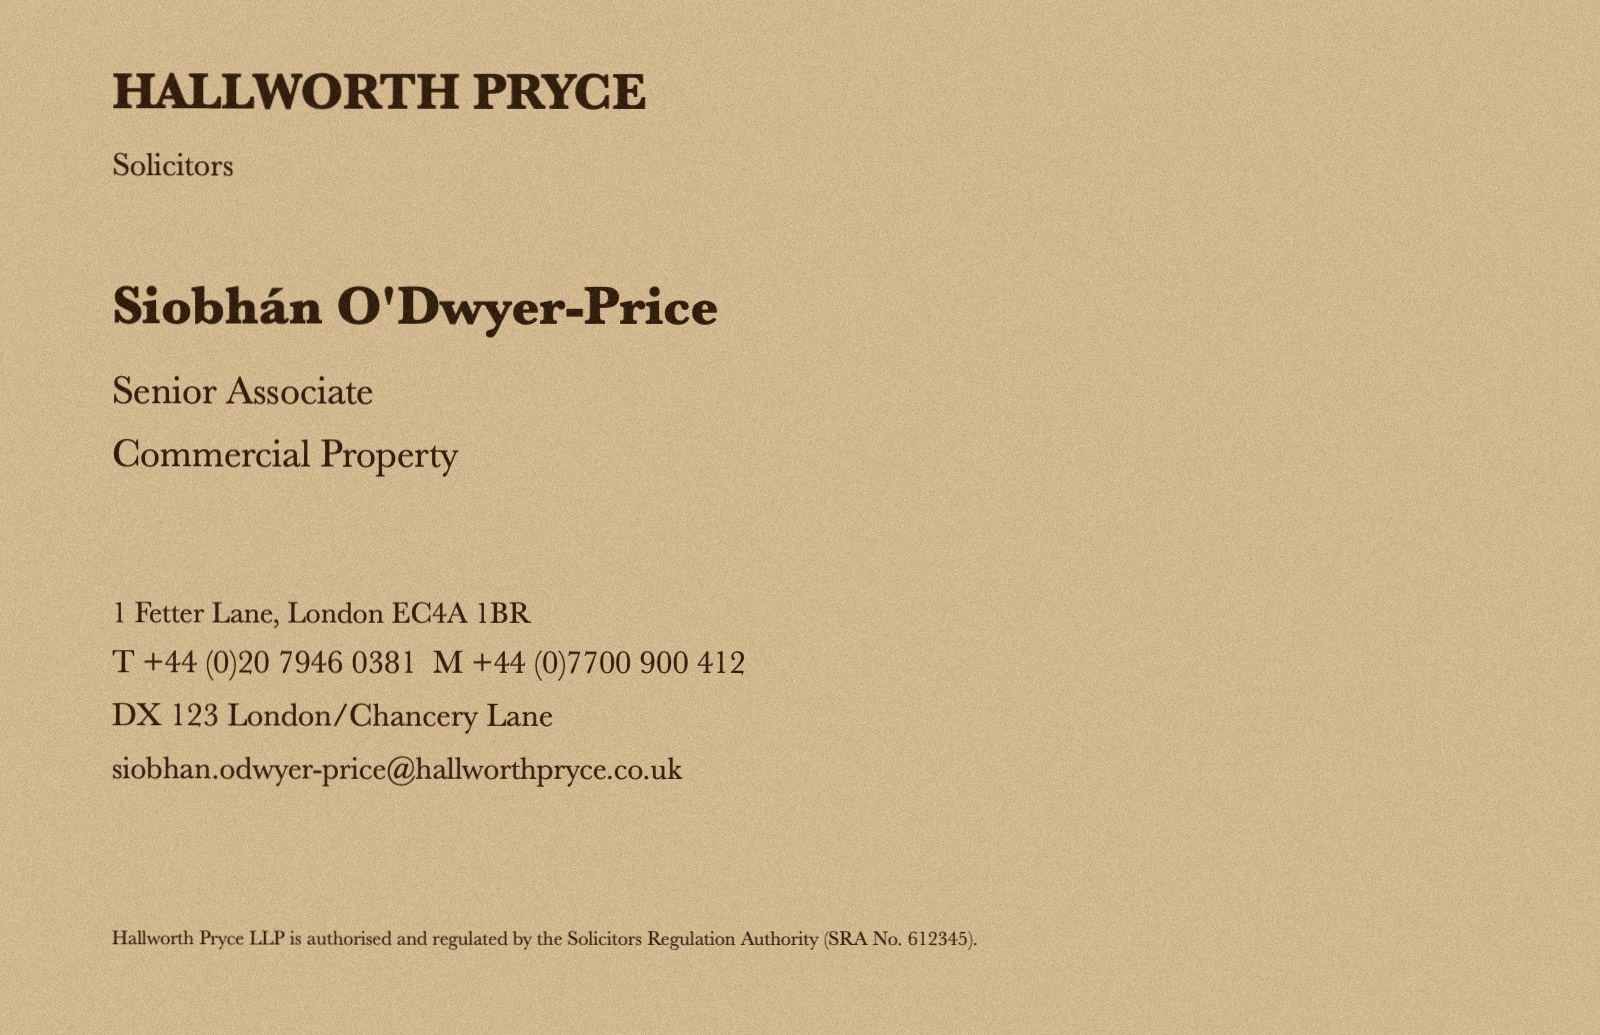 HALLWORTH PRYCE
Solicitors
Siobhán O'Dwyer-Price
Senior Associate
Commercial Property
1 Fetter Lane, London EC4A 1BR
T +44 (0)20 7946 0381  M +44 (0)7700 900 412
DX 123 London/Chancery Lane
siobhan.odwyer-price@hallworthpryce.co.uk
Hallworth Pryce LLP is authorised and regulated by the Solicitors Regulation Authority (SRA No. 612345).